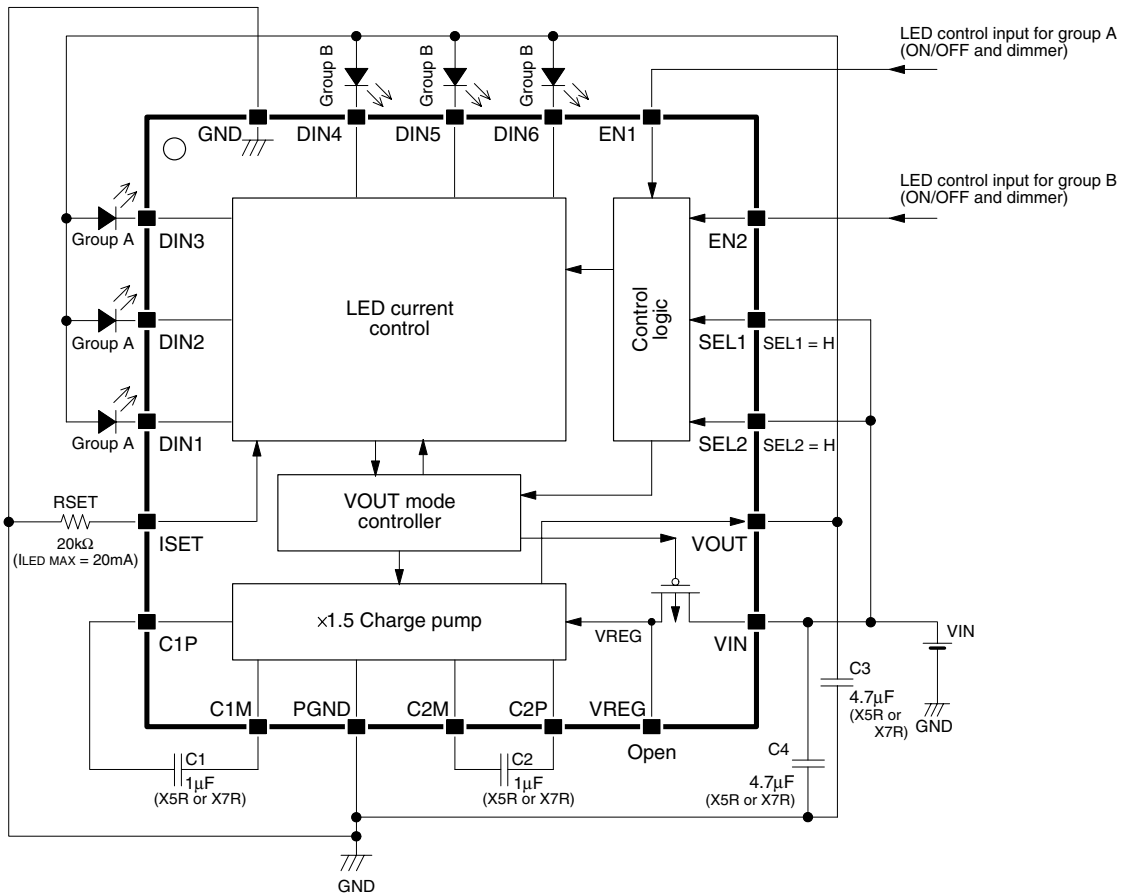 LED control input for group A
(ON/OFF and dimmer)
Group B
Group B
Group B
GND
DIN4
DIN5
DIN6
EN1
LED control input for group B
(ON/OFF and dimmer)
Group A
DIN3
EN2
LED current
control
Control
logic
Group A
DIN2
SEL1
SEL1 = H
Group A
DIN1
SEL2
SEL2 = H
RSET
20kΩ
(ILED MAX = 20mA)
ISET
VOUT mode
controller
VOUT
×1.5 Charge pump
VREG
C1P
VIN
VIN
C1M
PGND
C2M
C2P
VREG
Open
C3
4.7μF
(X5R or
X7R)
GND
C1
1μF
(X5R or X7R)
C2
1μF
(X5R or X7R)
C4
4.7μF
(X5R or X7R)
GND